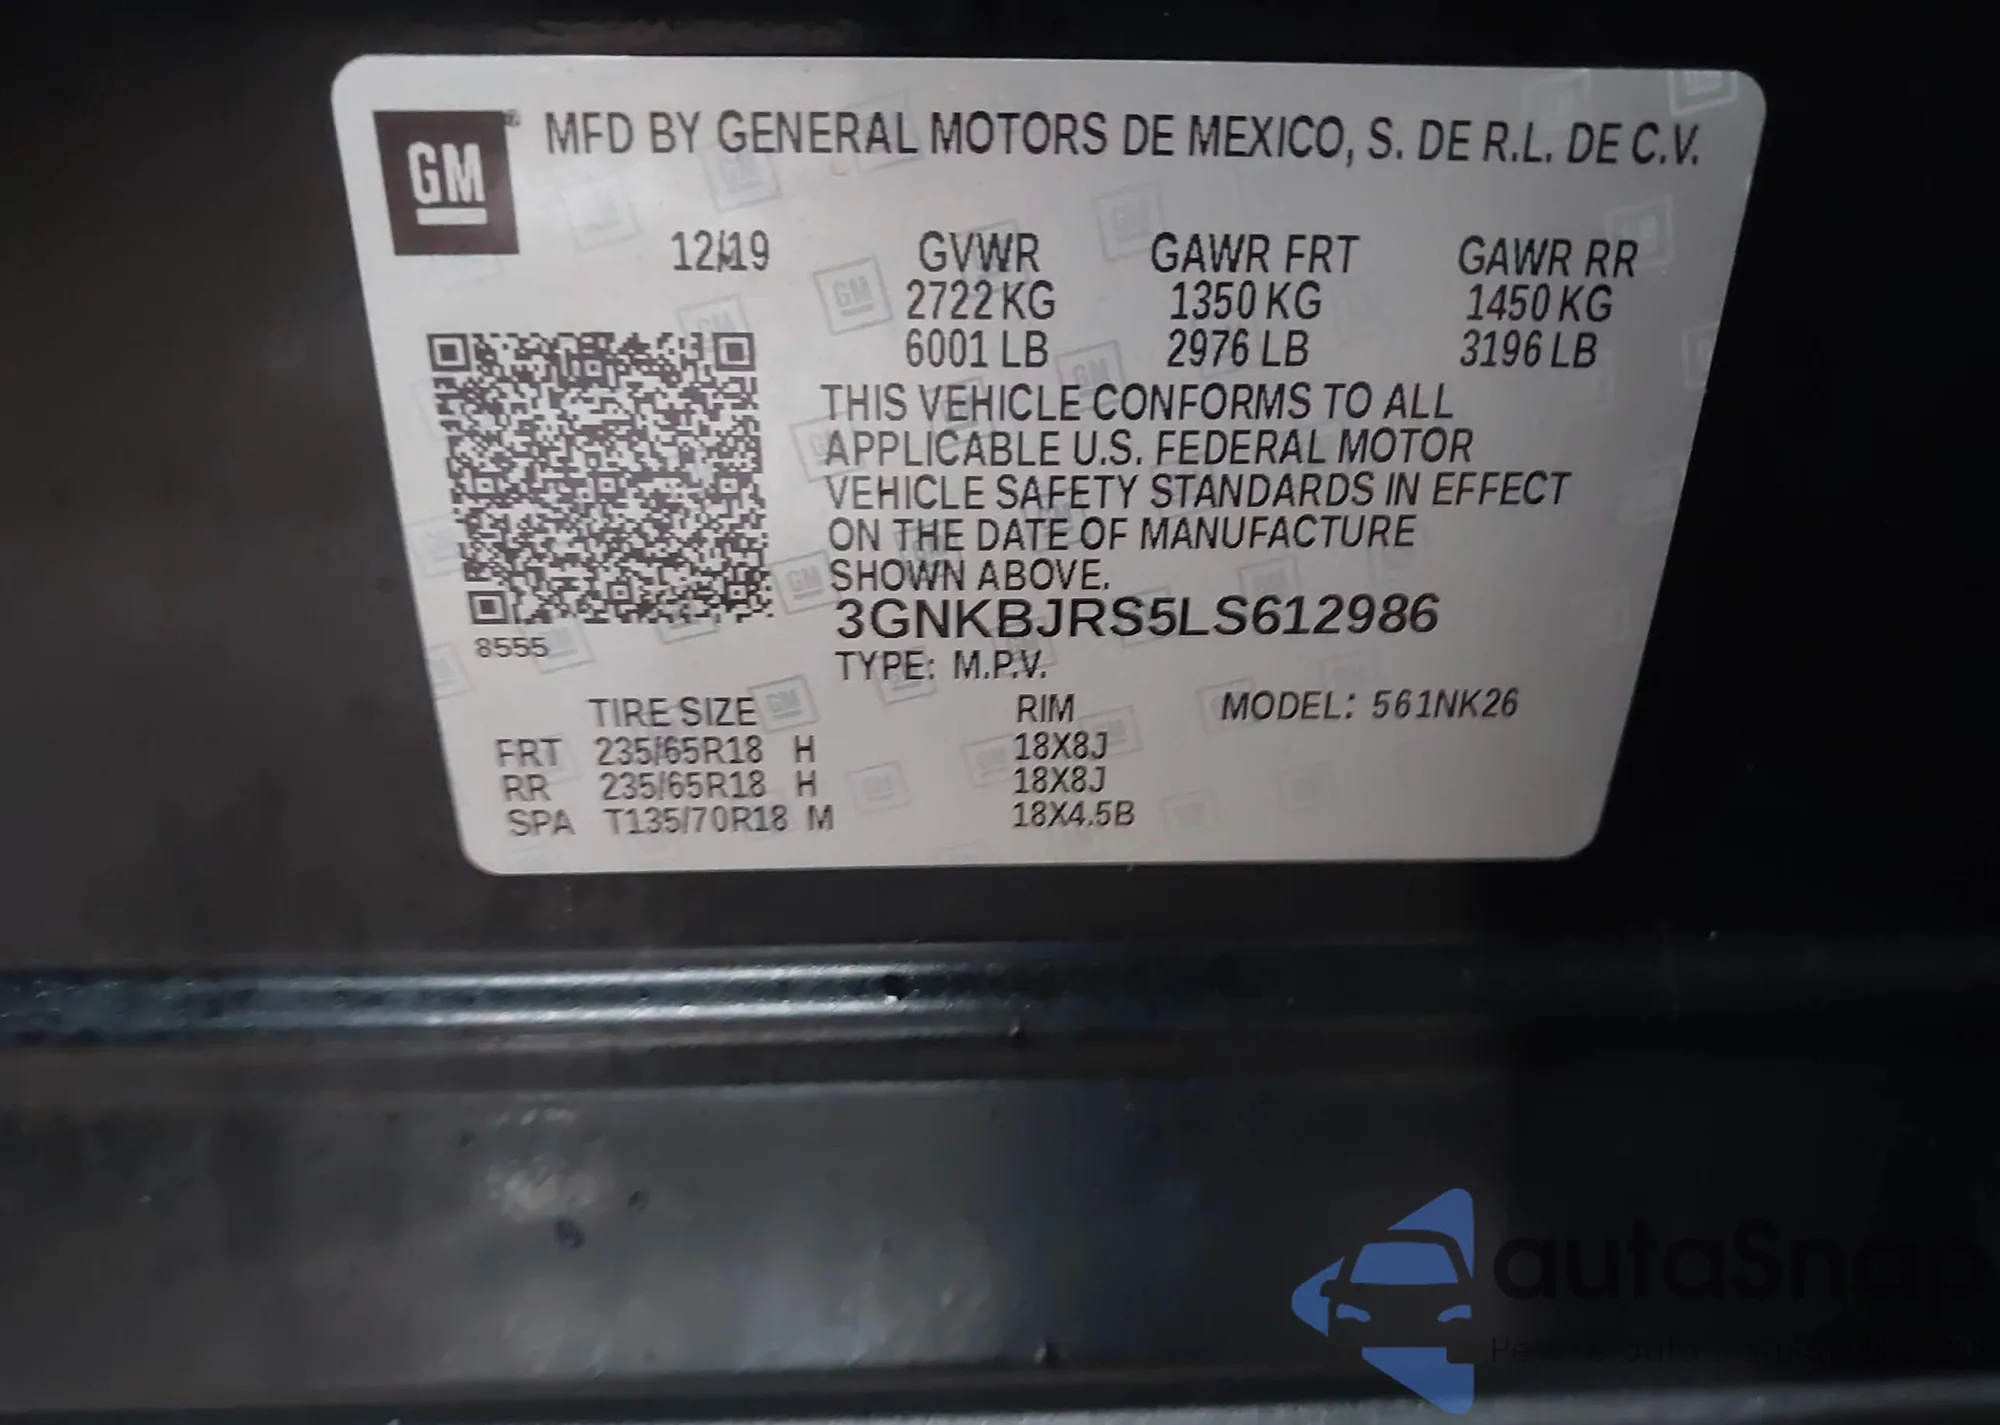 GM
MFD BY GENERAL MOTORS DE MEXICO, S. DE R.L. DE C.V.
12/19 GVWR GAWR FRT GAWR RR
2722 KG 1350 KG 1450 KG
6001 LB 2976 LB 3196 LB
THIS VEHICLE CONFORMS TO ALL
APPLICABLE U.S. FEDERAL MOTOR
VEHICLE SAFETY STANDARDS IN EFFECT
ON THE DATE OF MANUFACTURE
SHOWN ABOVE.
3GNKBJRS5LS612986
8555
TYPE: M.P.V.
TIRE SIZE RIM MODEL: 561NK26
FRT 235/65R18 H 18X8J
RR 235/65R18 H 18X8J
SPA T135/70R18 M 18X4.5B
autaSnap